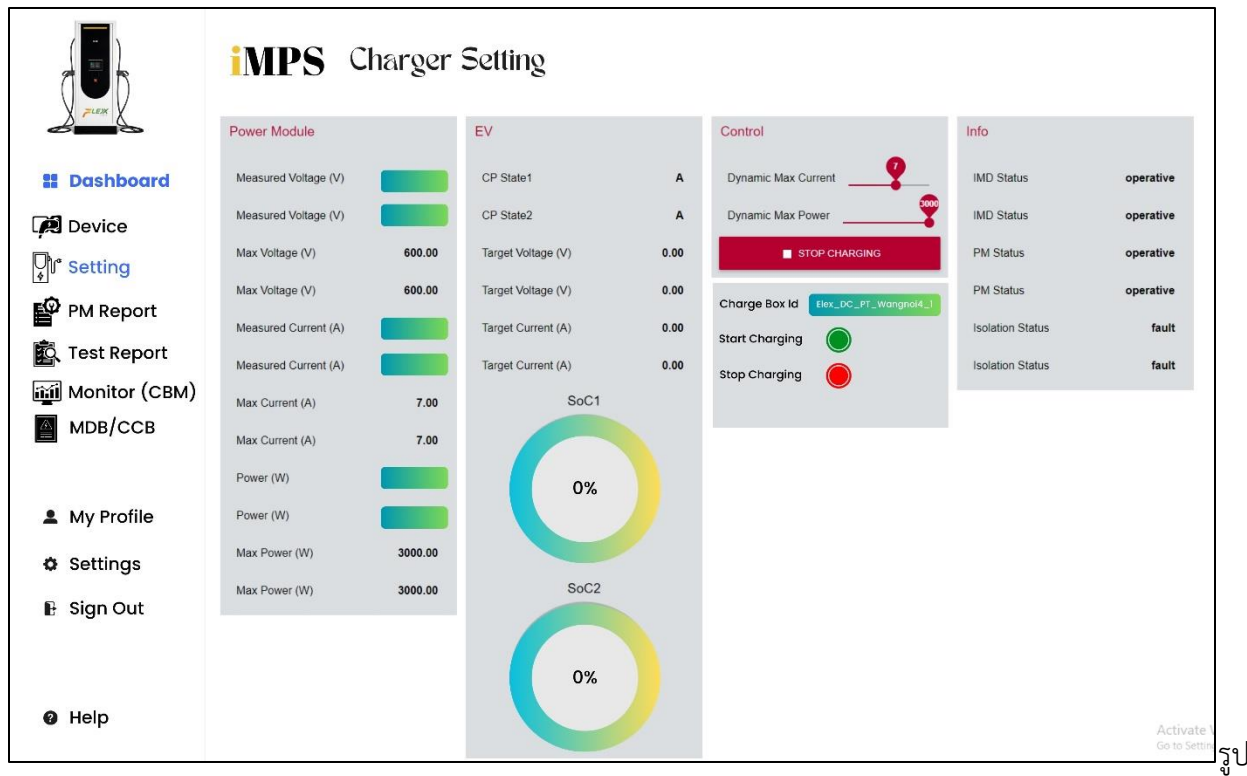 iMPS Charger Setting
FLEXX
Dashboard
Device
Setting
PM Report
Test Report
Monitor (CBM)
MDB/CCB
My Profile
Settings
Sign Out
Help
Power Module
Measured Voltage (V)
Measured Voltage (V)
Max Voltage (V) 600.00
Max Voltage (V) 600.00
Measured Current (A)
Measured Current (A)
Max Current (A) 7.00
Max Current (A) 7.00
Power (W)
Power (W)
Max Power (W) 3000.00
Max Power (W) 3000.00
EV
CP State1 A
CP State2 A
Target Voltage (V) 0.00
Target Voltage (V) 0.00
Target Current (A) 0.00
Target Current (A) 0.00
SoC1
0%
SoC2
0%
Control
Dynamic Max Current 7
Dynamic Max Power 3000
STOP CHARGING
Charge Box Id Elex_DC_PT_Wangnoi4_1
Start Charging
Stop Charging
Info
IMD Status operative
IMD Status operative
PM Status operative
PM Status operative
Isolation Status fault
Isolation Status fault
Activate
Go to Settin
รูป